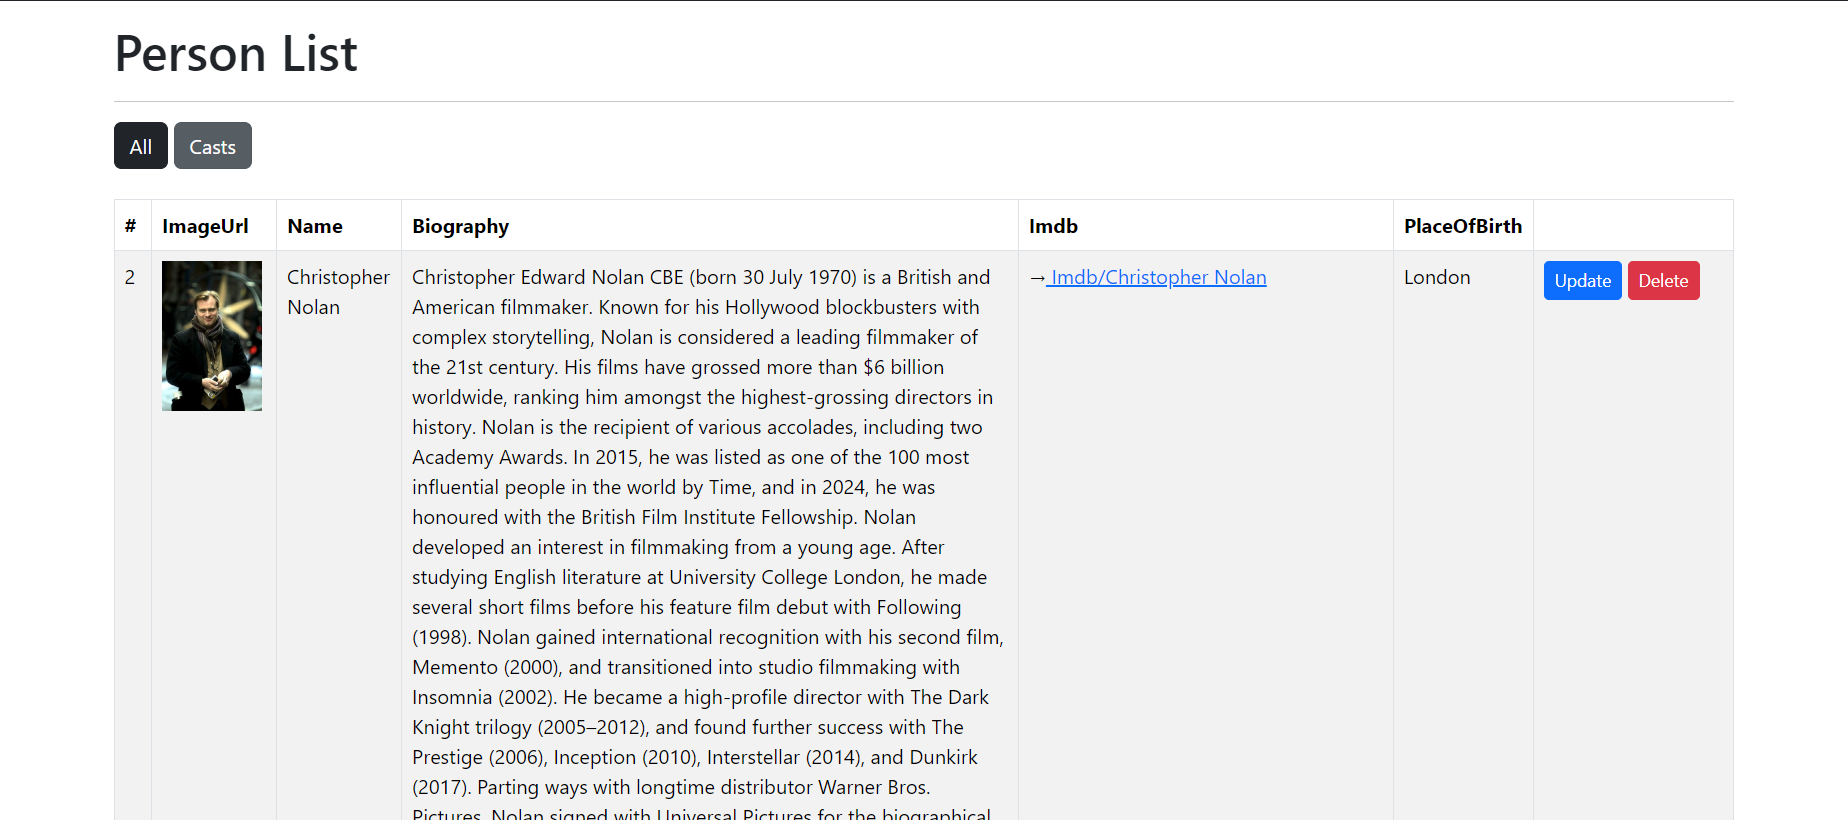 Person List
All Casts
# ImageUrl Name Biography Imdb PlaceOfBirth
2 Christopher Nolan
Christopher Edward Nolan CBE (born 30 July 1970) is a British and
American filmmaker. Known for his Hollywood blockbusters with
complex storytelling, Nolan is considered a leading filmmaker of
the 21st century. His films have grossed more than $6 billion
worldwide, ranking him amongst the highest-grossing directors in
history. Nolan is the recipient of various accolades, including two
Academy Awards. In 2015, he was listed as one of the 100 most
influential people in the world by Time, and in 2024, he was
honoured with the British Film Institute Fellowship. Nolan
developed an interest in filmmaking from a young age. After
studying English literature at University College London, he made
several short films before his feature film debut with Following
(1998). Nolan gained international recognition with his second film,
Memento (2000), and transitioned into studio filmmaking with
Insomnia (2002). He became a high-profile director with The Dark
Knight trilogy (2005–2012), and found further success with The
Prestige (2006), Inception (2010), Interstellar (2014), and Dunkirk
(2017). Parting ways with longtime distributor Warner Bros.
Pictures, Nolan signed with Universal Pictures for the biographical
→ Imdb/Christopher Nolan
London
Update Delete